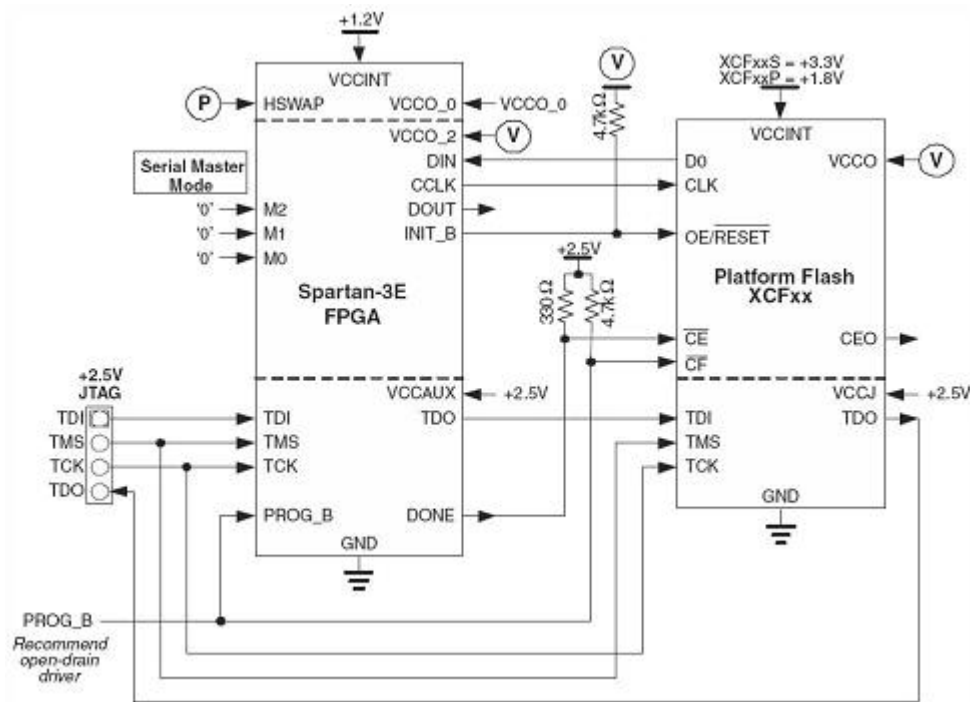 +1.2V
XCFxxS = +3.3V
XCFxxP = +1.8V
V
VCCINT
P
HSWAP
VCCO_0
VCCO_0
4.7kΩ
VCCINT
VCCO_2
V
Serial Master
Mode
DIN
D0
VCCO
V
CCLK
CLK
'0'
M2
DOUT
'0'
M1
INIT_B
OE/RESET
'0'
M0
+2.5V
Spartan-3E
FPGA
Platform Flash
XCFxx
330 Ω
4.7kΩ
CE
CEO
CF
+2.5V
JTAG
VCCAUX
+2.5V
VCCJ
+2.5V
TDI
TDI
TDO
TDI
TDO
TMS
TMS
TMS
TCK
TCK
TCK
TDO
GND
PROG_B
DONE
GND
PROG_B
Recommend
open-drain
driver